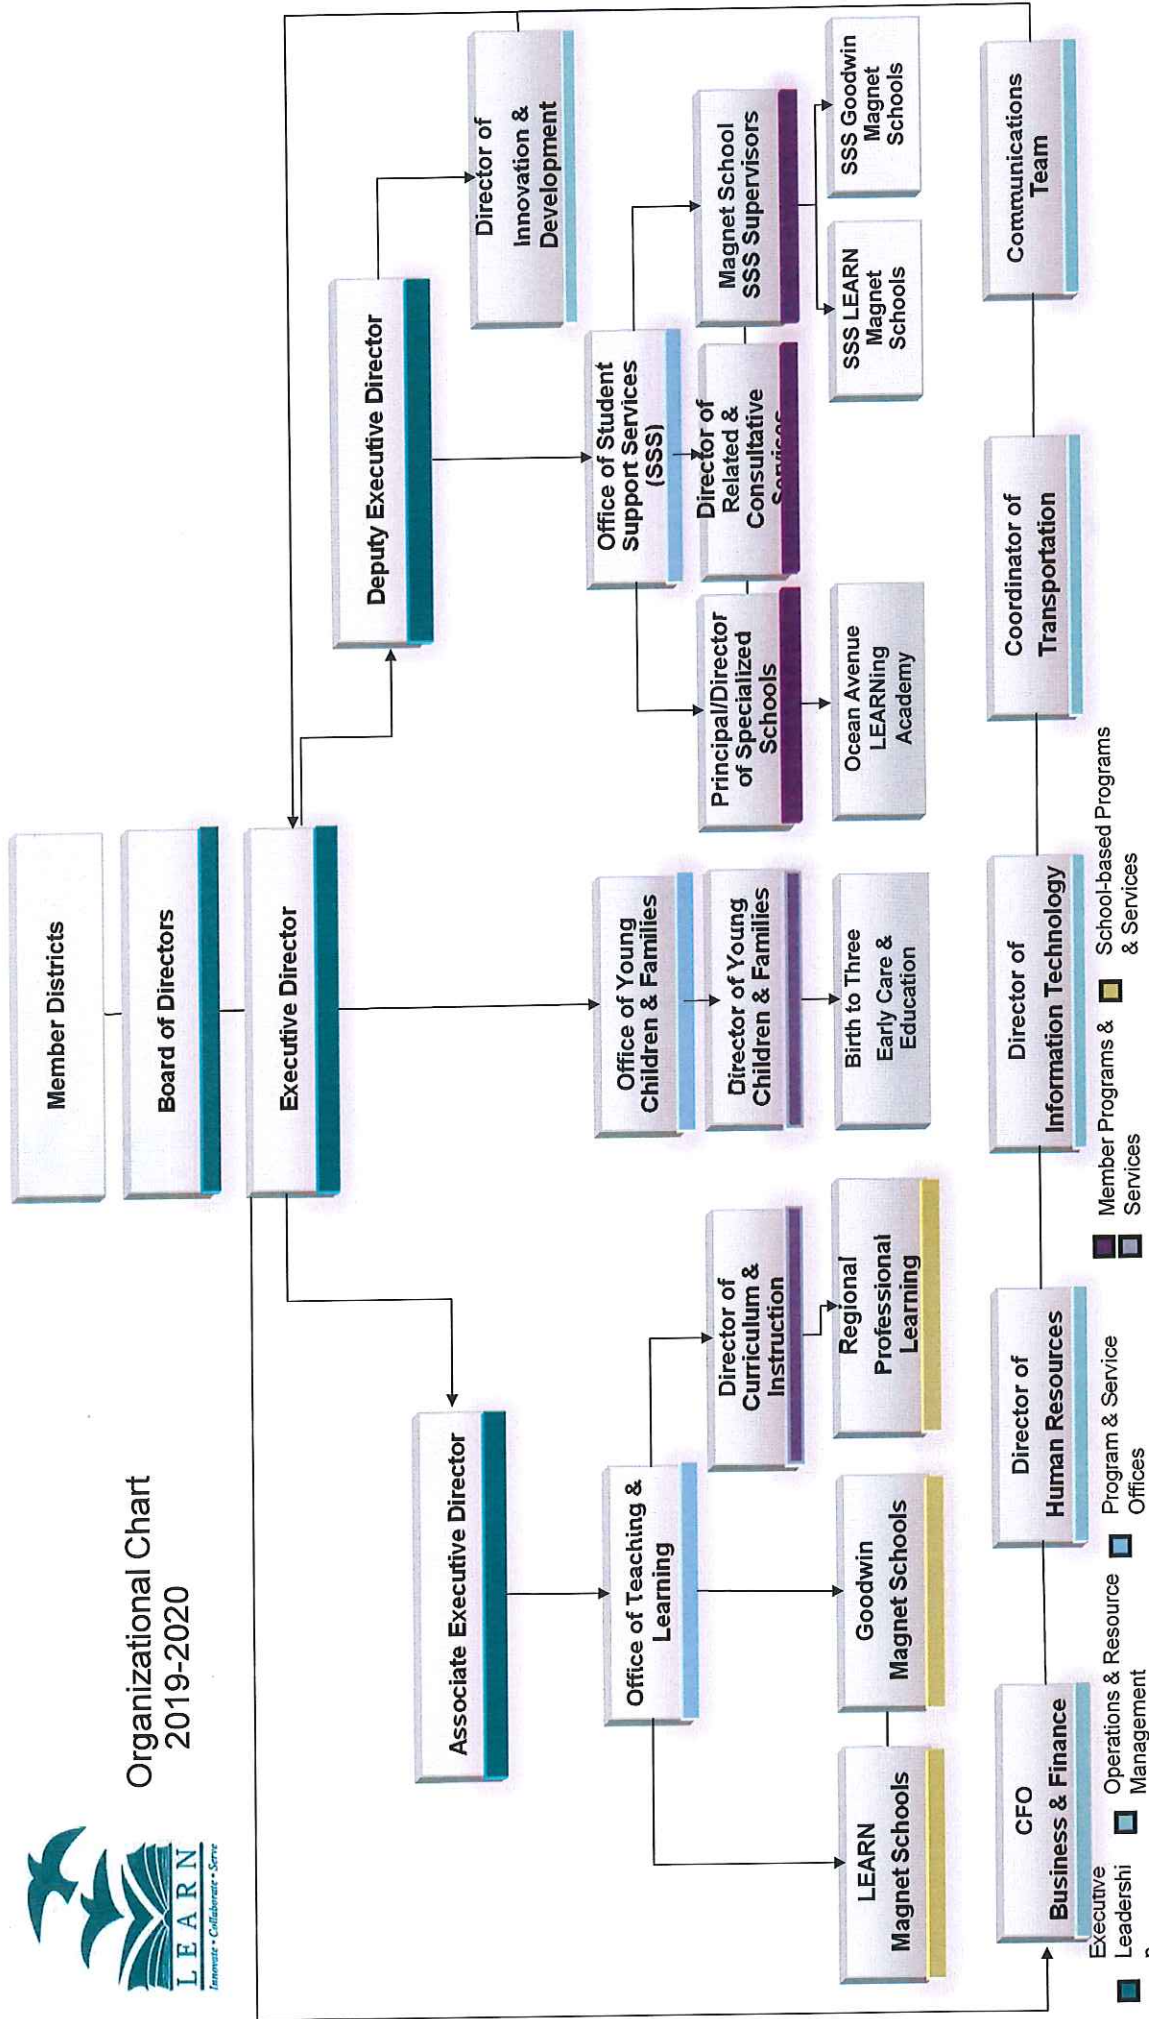 LEARN
Innovate • Collaborate • Serve
Organizational Chart
2019-2020
Member Districts
Board of Directors
Executive Director
Associate Executive Director
Deputy Executive Director
Director of
Innovation &
Development
Office of Teaching &
Learning
Office of Young
Children & Families
Office of Student
Support Services
(SSS)
Director of
Curriculum &
Instruction
Director of Young
Children & Families
Principal/Director
of Specialized
Schools
Director of
Related &
Consultative
Services
Magnet School
SSS Supervisors
LEARN
Magnet Schools
Goodwin
Magnet Schools
Regional
Professional
Learning
Birth to Three
Early Care &
Education
Ocean Avenue
LEARNing
Academy
SSS LEARN
Magnet
Schools
SSS Goodwin
Magnet
Schools
CFO
Business & Finance
Director of
Human Resources
Director of
Information Technology
Coordinator of
Transportation
Communications
Team
Executive
Leadershi
p
Operations & Resource
Management
Program & Service
Offices
Member Programs &
Services
School-based Programs
& Services